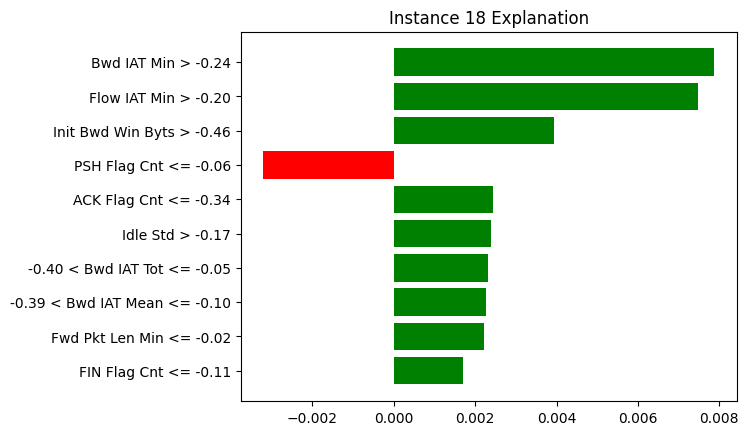 Instance 18 Explanation
Bwd IAT Min > -0.24
Flow IAT Min > -0.20
Init Bwd Win Byts > -0.46
PSH Flag Cnt <= -0.06
ACK Flag Cnt <= -0.34
Idle Std > -0.17
-0.40 < Bwd IAT Tot <= -0.05
-0.39 < Bwd IAT Mean <= -0.10
Fwd Pkt Len Min <= -0.02
FIN Flag Cnt <= -0.11
−0.002 0.000 0.002 0.004 0.006 0.008